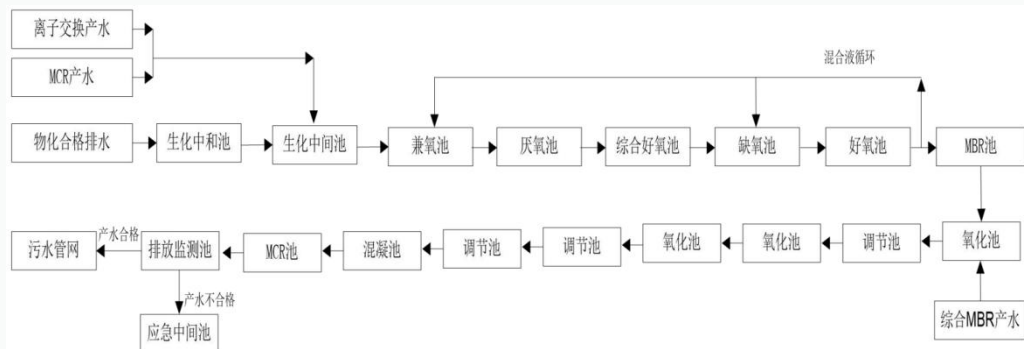 离子交换产水
MCR产水
混合液循环
物化合格排水
生化中和池
生化中间池
兼氧池
厌氧池
综合好氧池
缺氧池
好氧池
MBR池
污水管网
产水合格
排放监测池
MCR池
混凝池
调节池
调节池
氧化池
氧化池
调节池
氧化池
产水不合格
应急中间池
综合MBR产水